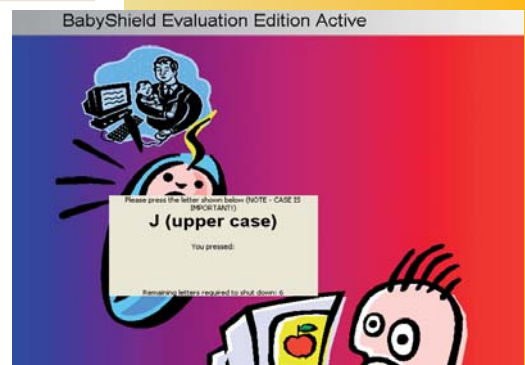 BabyShield Evaluation Edition Active
Please press the letter shown below (NOTE - CASE IS
IMPORTANT!)
J (upper case)
You pressed:
Remaining letters required to shut down: 6